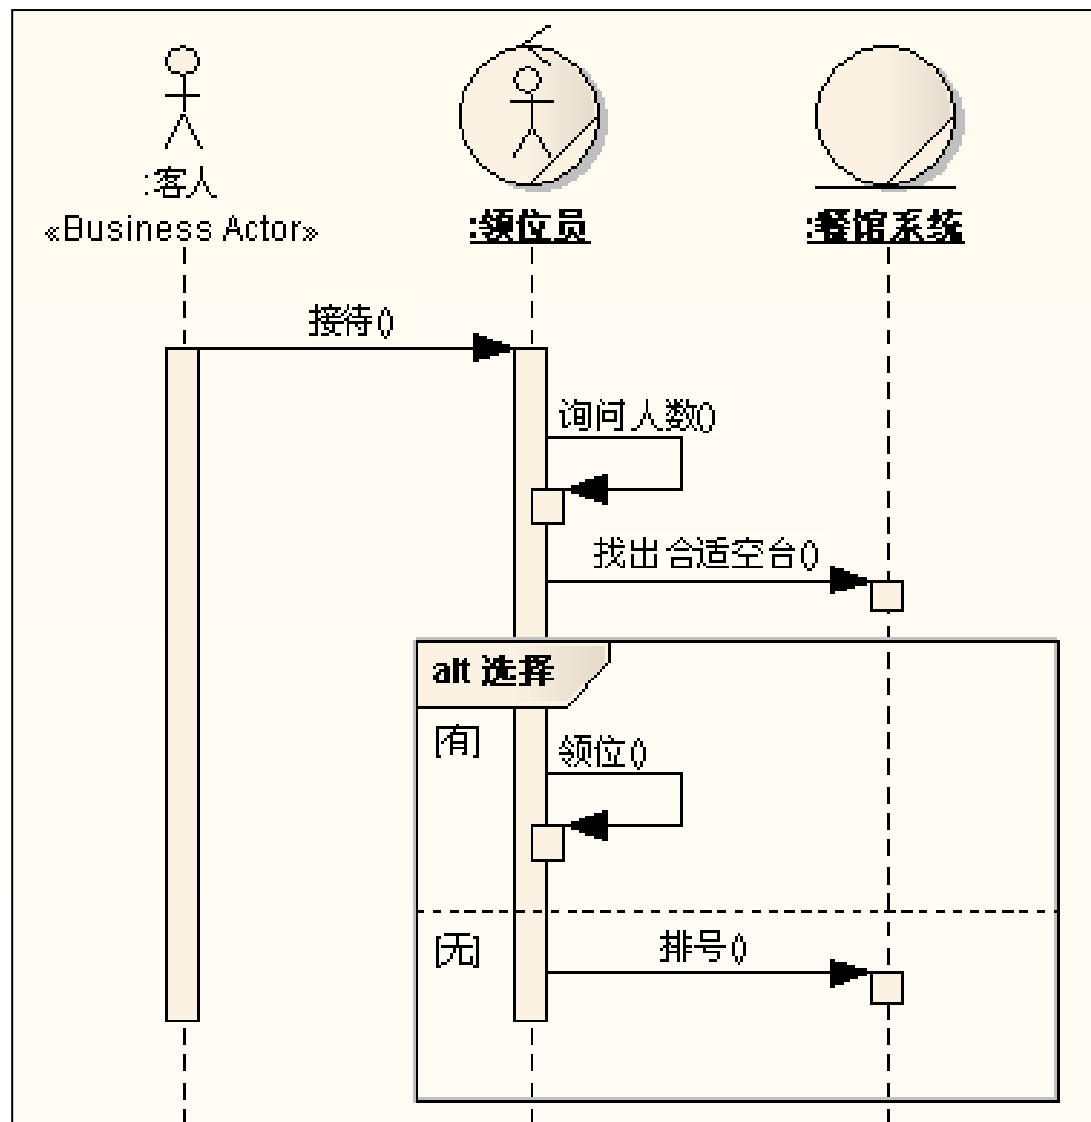 :客人
«Business Actor»
:领位员
:餐馆系统
接待()
询问人数()
找出合适空台()
alt 选择
[有]
领位()
[无]
排号()